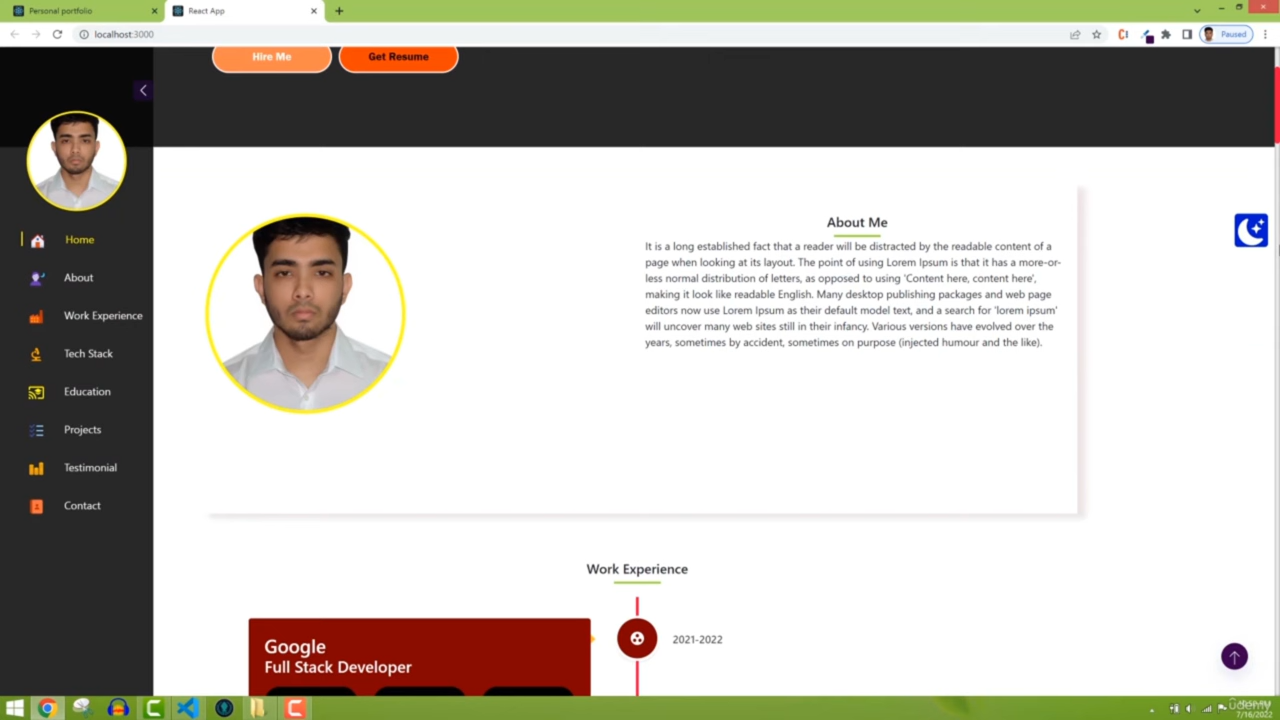 Personal portfolio
React App
localhost:3000
Paused
Hire Me
Get Resume
Home
About
Work Experience
Tech Stack
Education
Projects
Testimonial
Contact
About Me
It is a long established fact that a reader will be distracted by the readable content of a
page when looking at its layout. The point of using Lorem Ipsum is that it has a more-or-
less normal distribution of letters, as opposed to using 'Content here, content here',
making it look like readable English. Many desktop publishing packages and web page
editors now use Lorem Ipsum as their default model text, and a search for 'lorem ipsum'
will uncover many web sites still in their infancy. Various versions have evolved over the
years, sometimes by accident, sometimes on purpose (injected humour and the like).
Work Experience
Google
Full Stack Developer
2021-2022
Udemy
7/16/2022